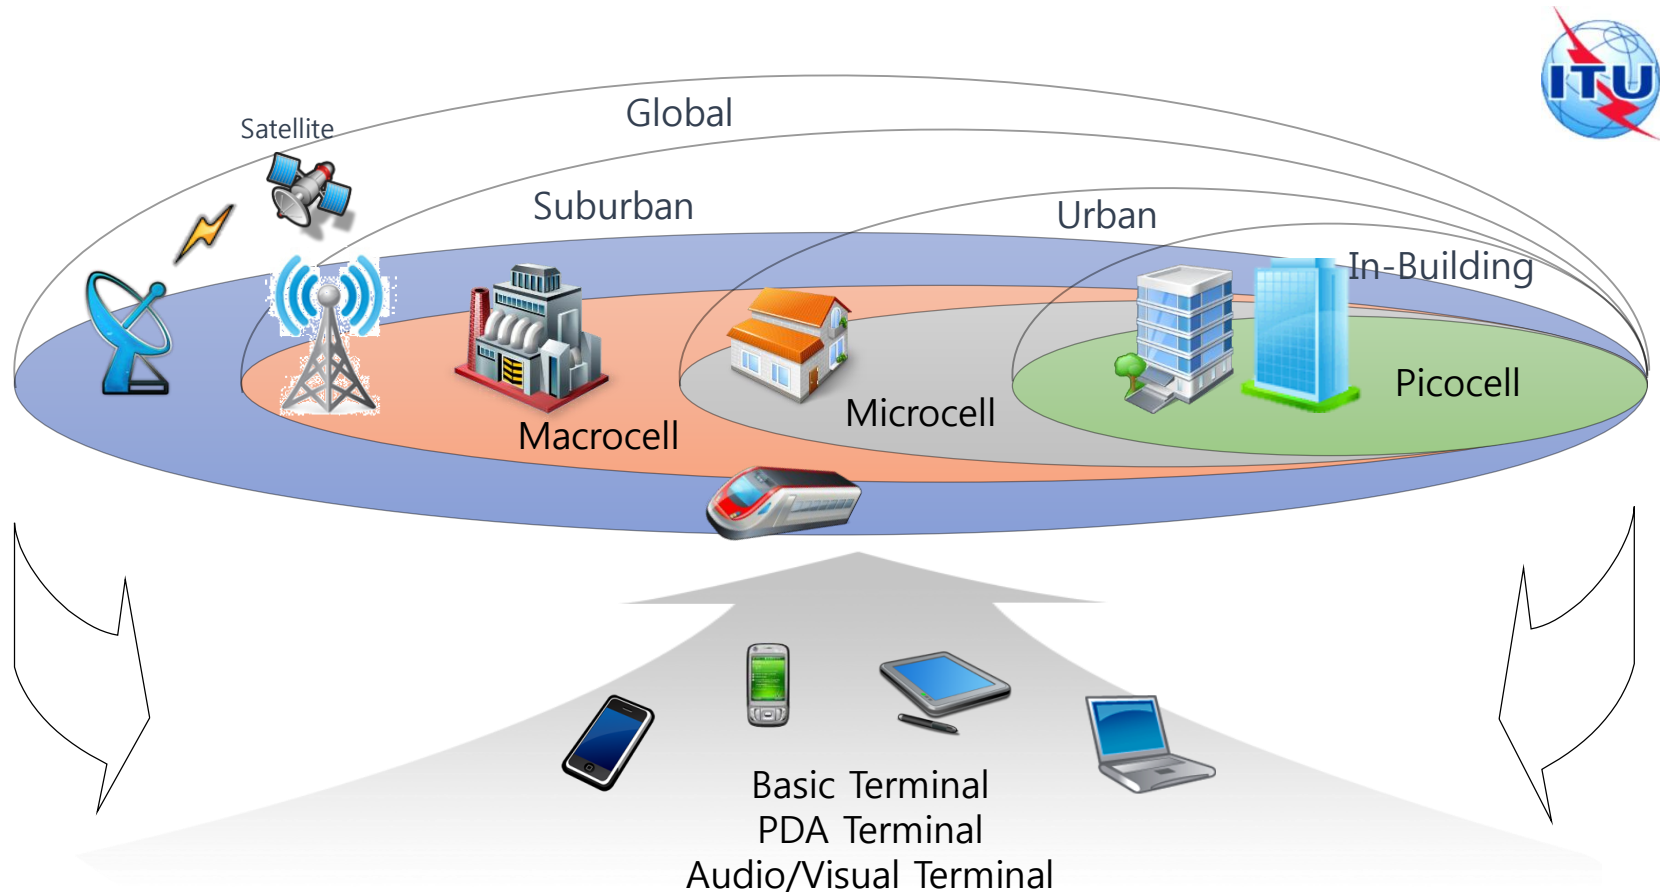 ITU
Global
Satellite
Suburban
Urban
In-Building
Picocell
Microcell
Macrocell
Basic Terminal
PDA Terminal
Audio/Visual Terminal